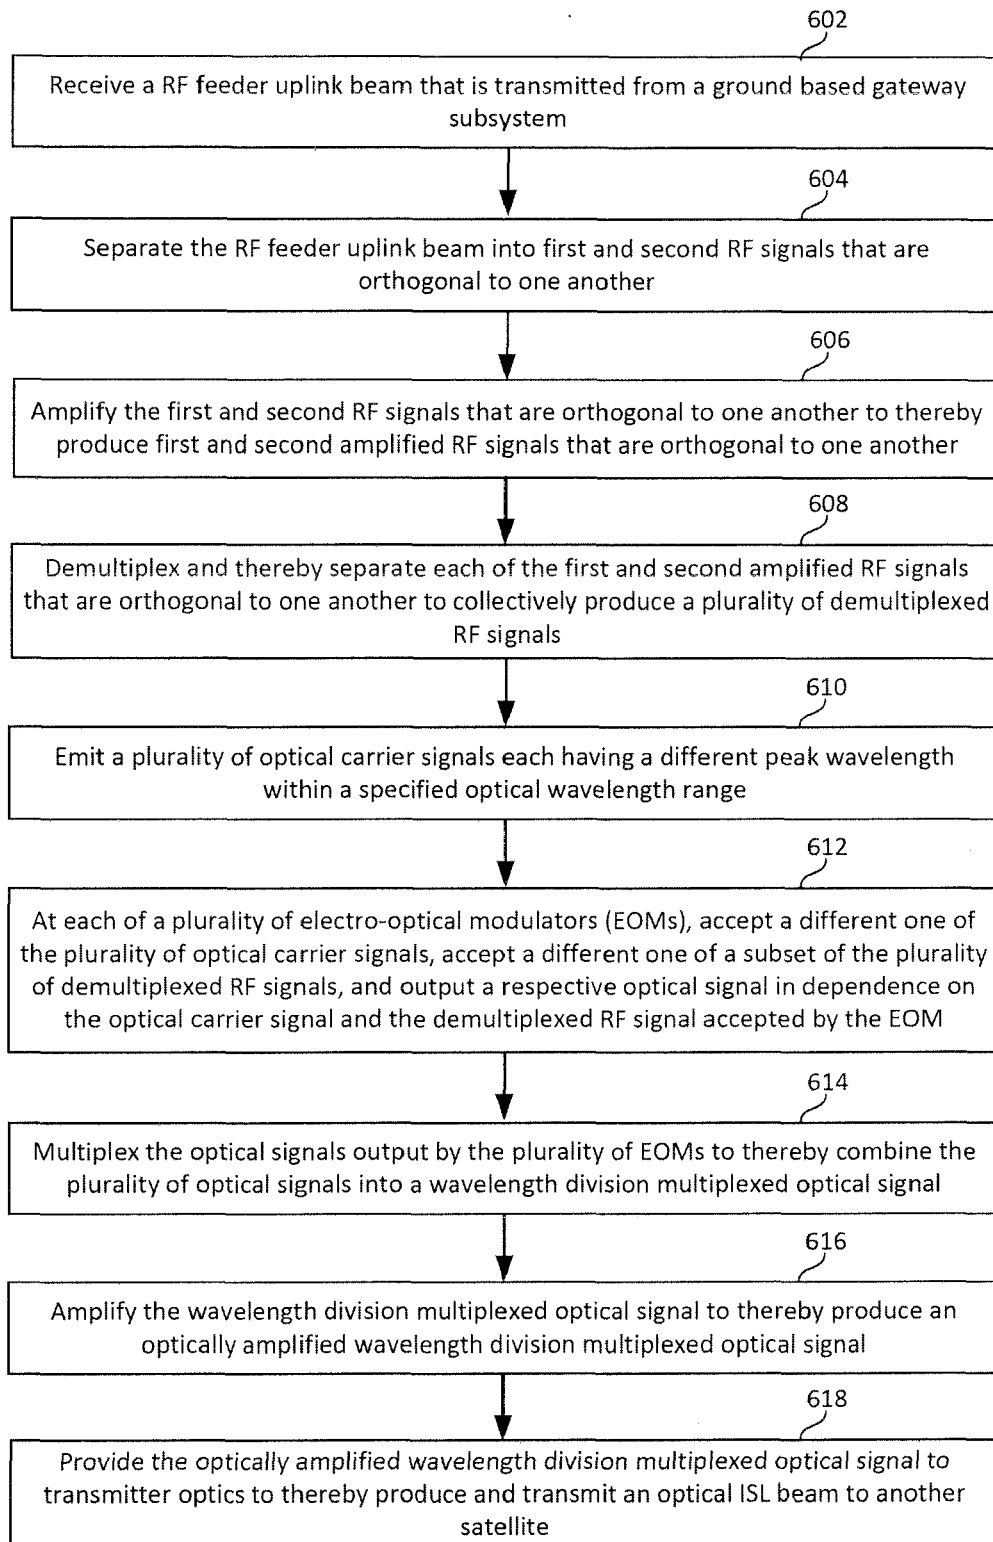 602
Receive a RF feeder uplink beam that is transmitted from a ground based gateway
subsystem
604
Separate the RF feeder uplink beam into first and second RF signals that are
orthogonal to one another
606
Amplify the first and second RF signals that are orthogonal to one another to thereby
produce first and second amplified RF signals that are orthogonal to one another
608
Demultiplex and thereby separate each of the first and second amplified RF signals
that are orthogonal to one another to collectively produce a plurality of demultiplexed
RF signals
610
Emit a plurality of optical carrier signals each having a different peak wavelength
within a specified optical wavelength range
612
At each of a plurality of electro-optical modulators (EOMs), accept a different one of
the plurality of optical carrier signals, accept a different one of a subset of the plurality
of demultiplexed RF signals, and output a respective optical signal in dependence on
the optical carrier signal and the demultiplexed RF signal accepted by the EOM
614
Multiplex the optical signals output by the plurality of EOMs to thereby combine the
plurality of optical signals into a wavelength division multiplexed optical signal
616
Amplify the wavelength division multiplexed optical signal to thereby produce an
optically amplified wavelength division multiplexed optical signal
618
Provide the optically amplified wavelength division multiplexed optical signal to
transmitter optics to thereby produce and transmit an optical ISL beam to another
satellite